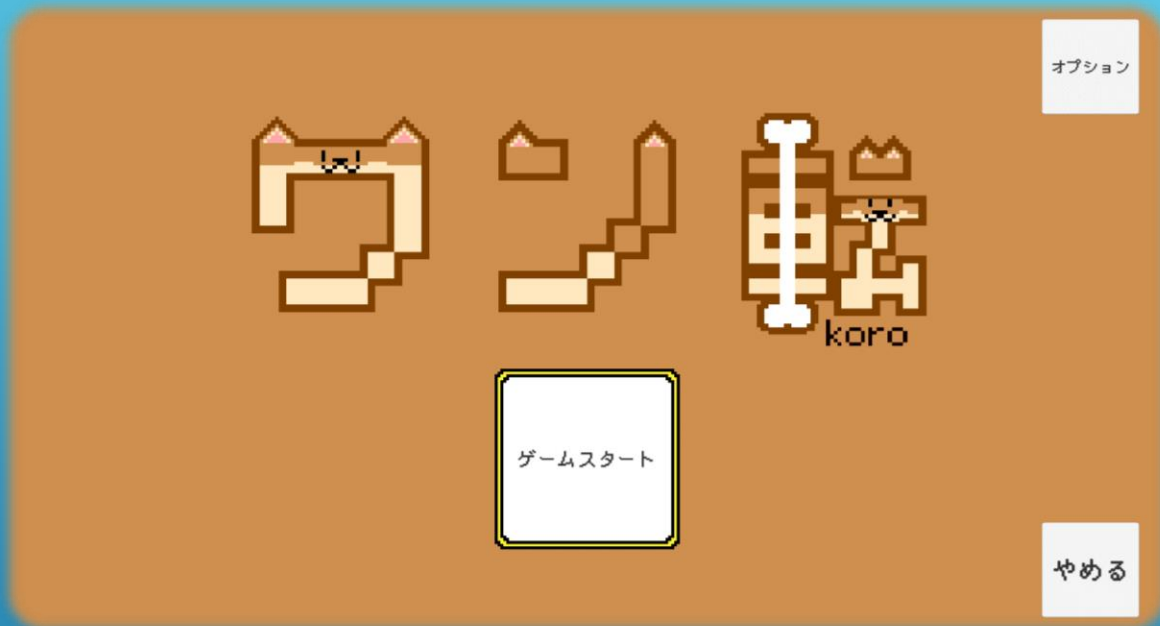 オプション
ワン転
koro
ゲームスタート
やめる